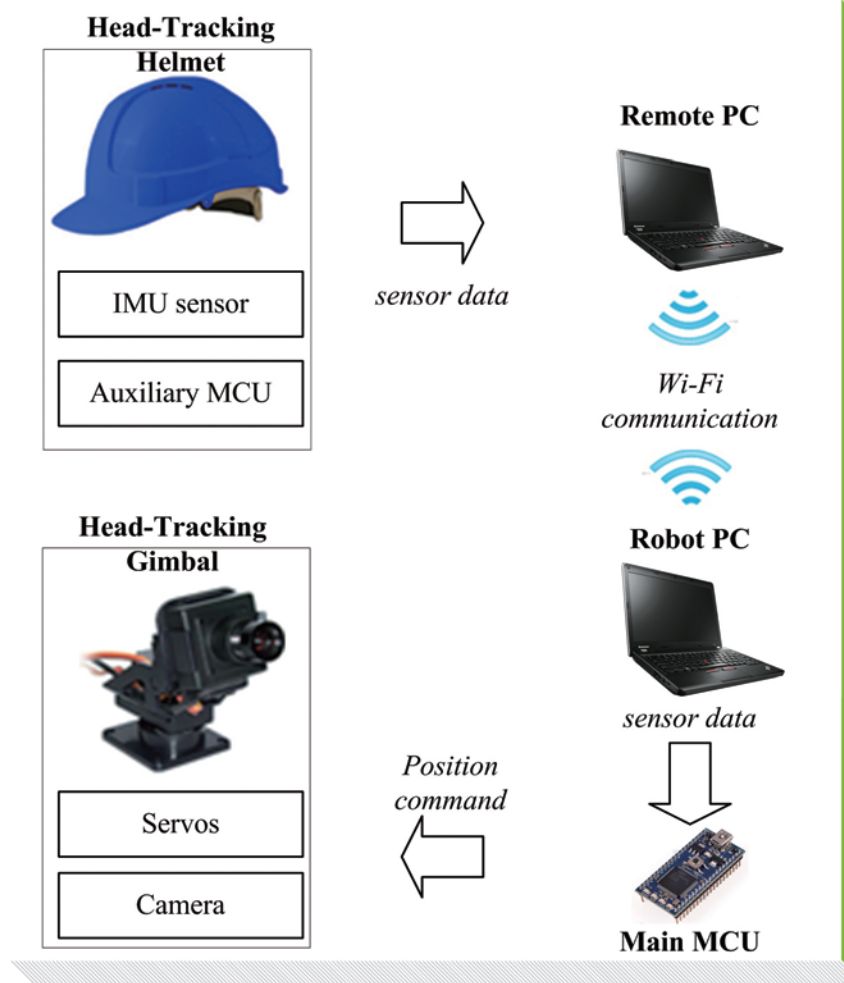 Head-Tracking
Helmet
IMU sensor
Auxiliary MCU
sensor data
Remote PC
Wi-Fi
communication
Robot PC
sensor data
Main MCU
Position
command
Head-Tracking
Gimbal
Servos
Camera